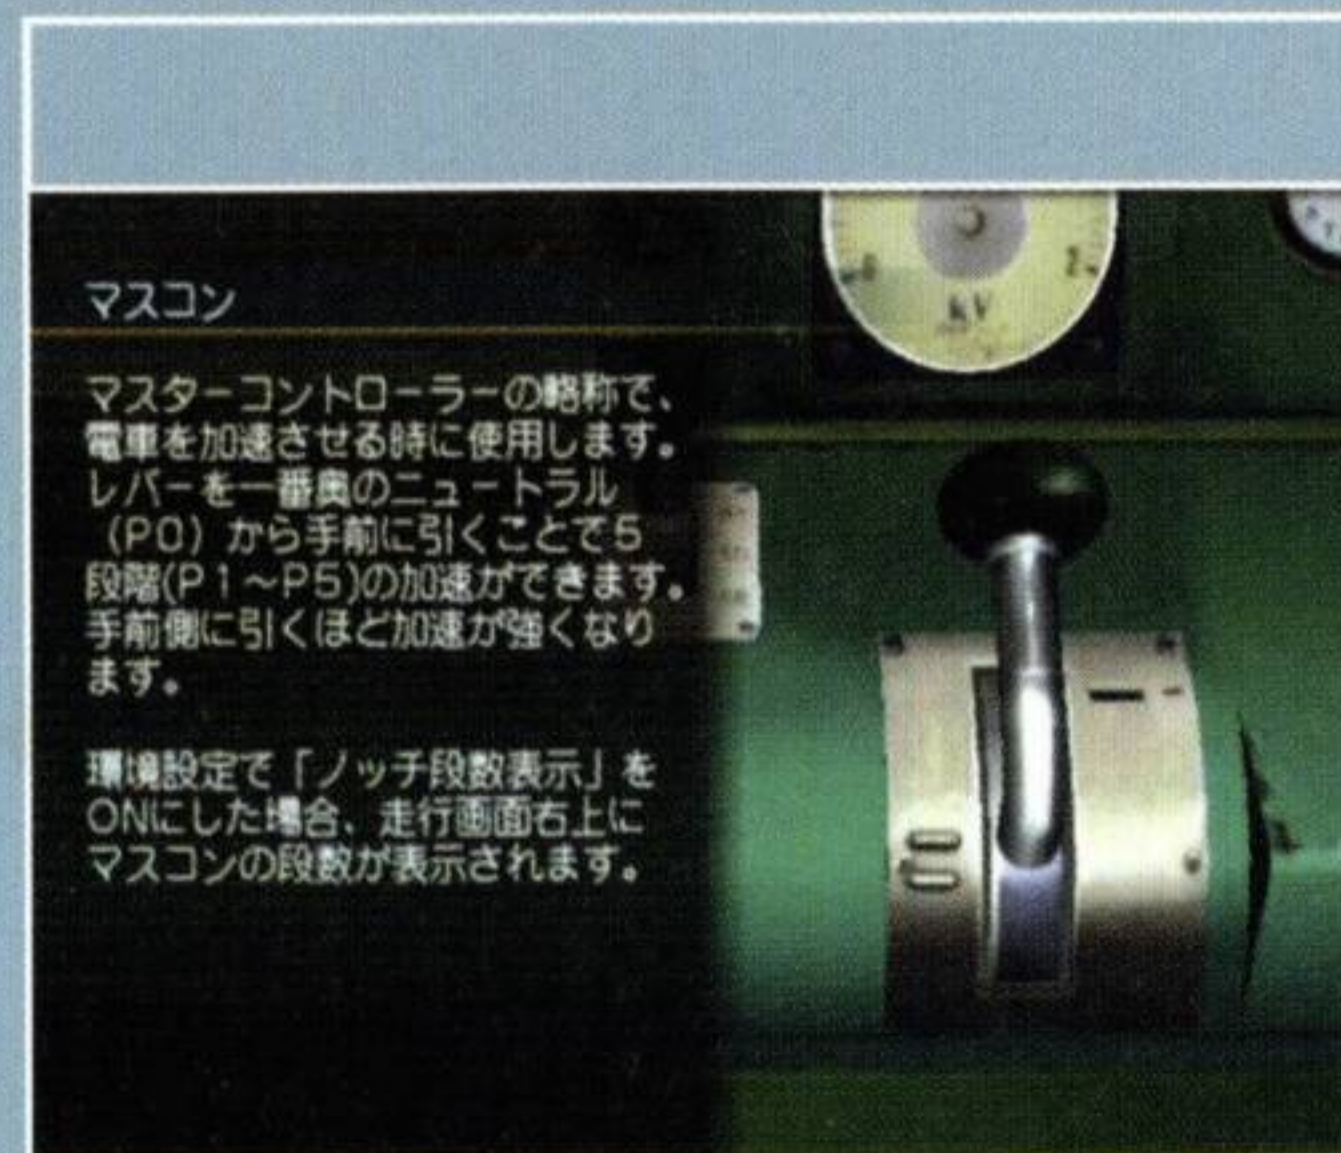 マスコン
マスターコントローラーの略称で、
電車を加速させる時に使用します。
レバーを一番奥のニュートラル
（P0）から手前に引くことで5
段階(P1～P5)の加速ができます。
手前側に引くほど加速が強くなり
ます。
環境設定で「ノッチ段数表示」を
ONにした場合、走行画面右上に
マスコンの段数が表示されます。
0 2
kV